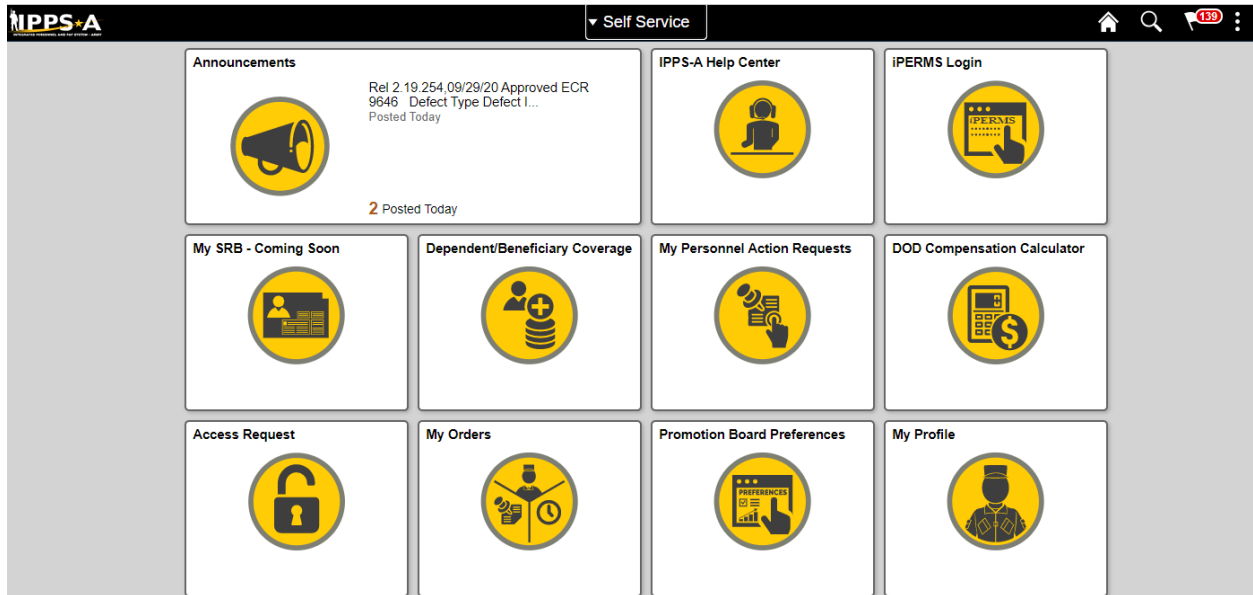 IPPS★A
INTEGRATED PERSONNEL AND PAY SYSTEM - ARMY
Self Service
139
Announcements
Rel 2.19.254,09/29/20 Approved ECR
9646 Defect Type Defect I...
Posted Today
2 Posted Today
IPPS-A Help Center
iPERMS Login
iPERMS
My SRB - Coming Soon
Dependent/Beneficiary Coverage
My Personnel Action Requests
DOD Compensation Calculator
Access Request
My Orders
Promotion Board Preferences
PREFERENCES
My Profile